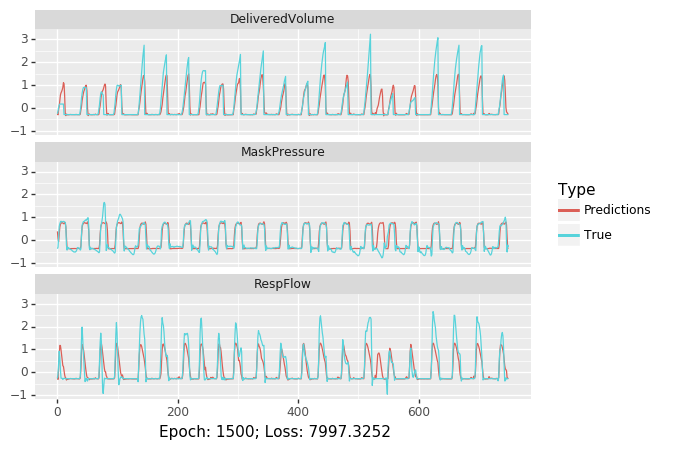 DeliveredVolume
3
2
1
0
−1
MaskPressure
3
2
1
0
−1
RespFlow
3
2
1
0
−1
0 200 400 600
Epoch: 1500; Loss: 7997.3252
Type
Predictions
True